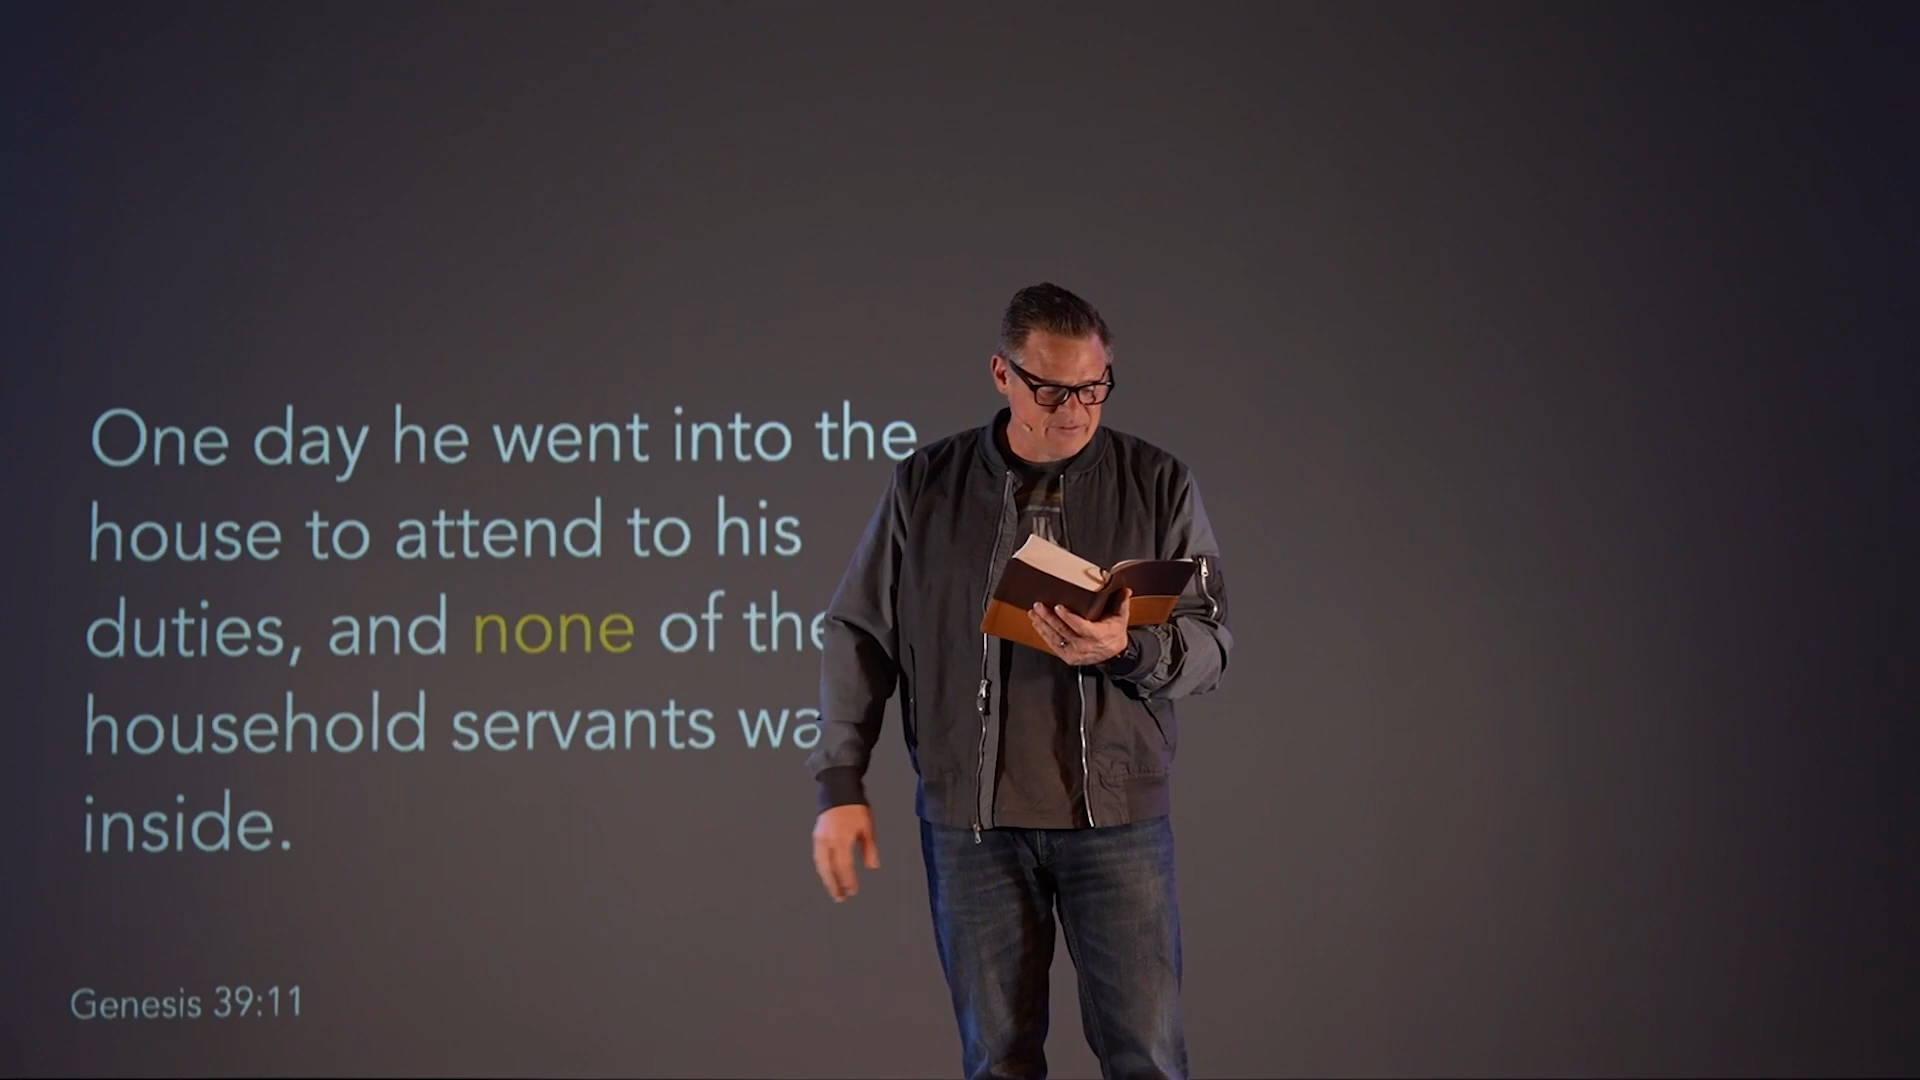 One day he went into the
house to attend to his
duties, and none of the
household servants wa
inside.
Genesis 39:11